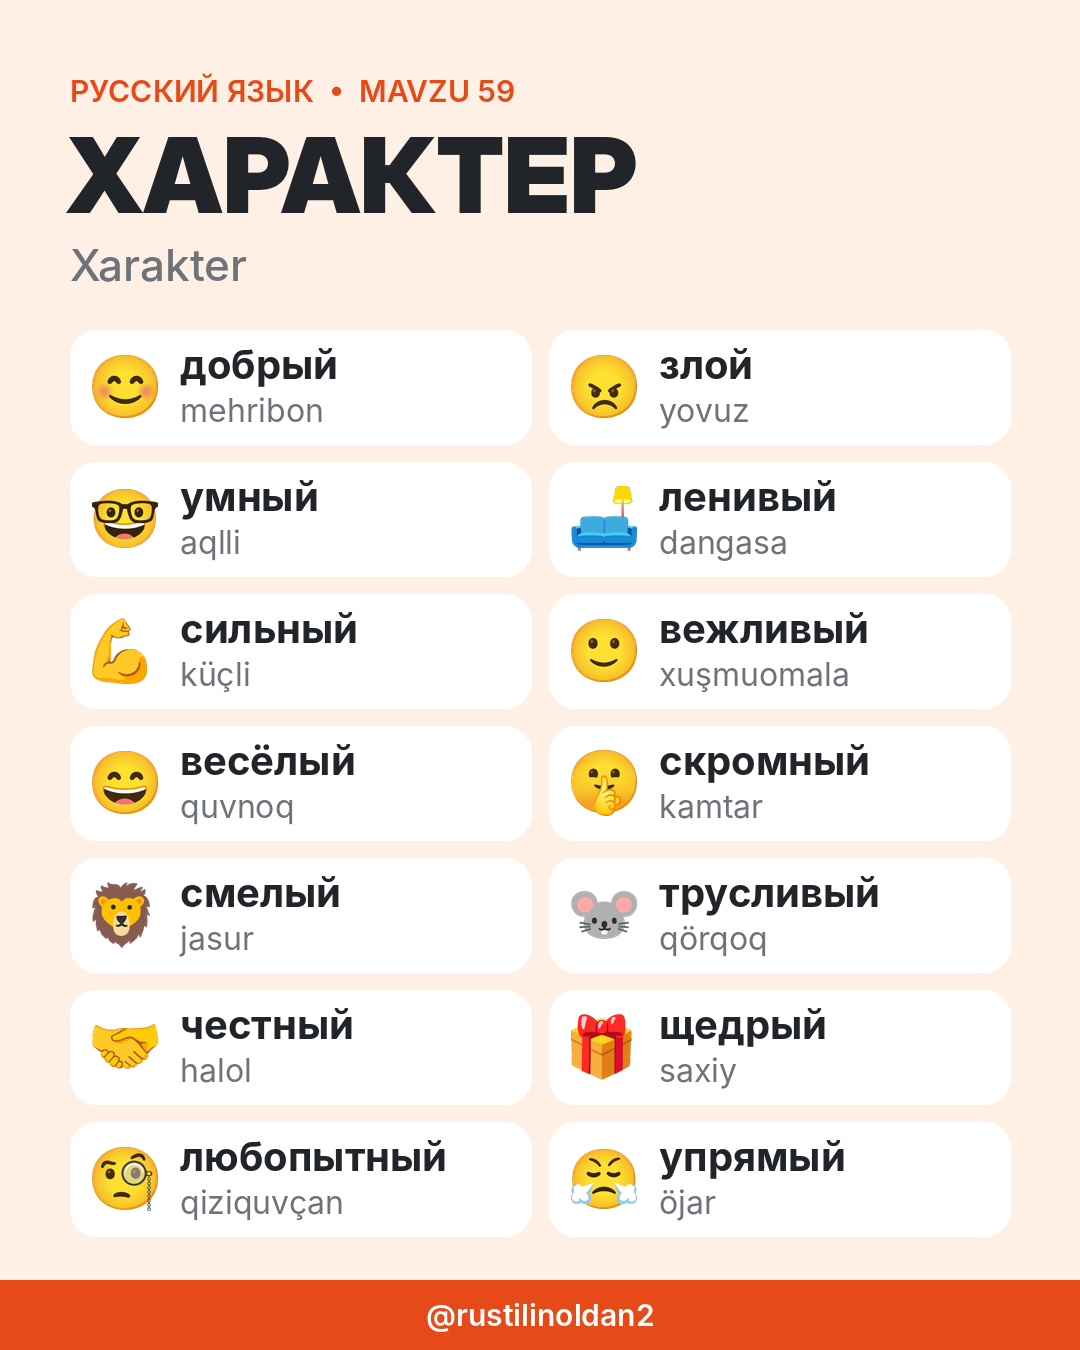 РУССКИЙ ЯЗЫК • MAVZU 59
ХАРАКТЕР
Xarakter
добрый
mehribon
злой
yovuz
умный
aqlli
ленивый
dangasa
сильный
küçli
вежливый
xuşmuomala
весёлый
quvnoq
скромный
kamtar
смелый
jasur
трусливый
qörqoq
честный
halol
щедрый
saxiy
любопытный
qiziquvçan
упрямый
öjar
@rustilinoldan2